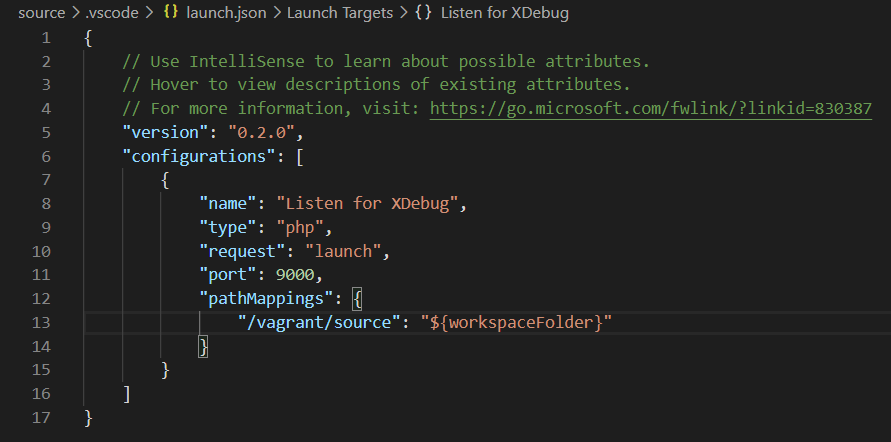 source > .vscode > {} launch.json > Launch Targets > {} Listen for XDebug
1 {
2     // Use IntelliSense to learn about possible attributes.
3     // Hover to view descriptions of existing attributes.
4     // For more information, visit: https://go.microsoft.com/fwlink/?linkid=830387
5     "version": "0.2.0",
6     "configurations": [
7         {
8             "name": "Listen for XDebug",
9             "type": "php",
10             "request": "launch",
11             "port": 9000,
12             "pathMappings": {
13                 "/vagrant/source": "${workspaceFolder}"
14             }
15         }
16     ]
17 }